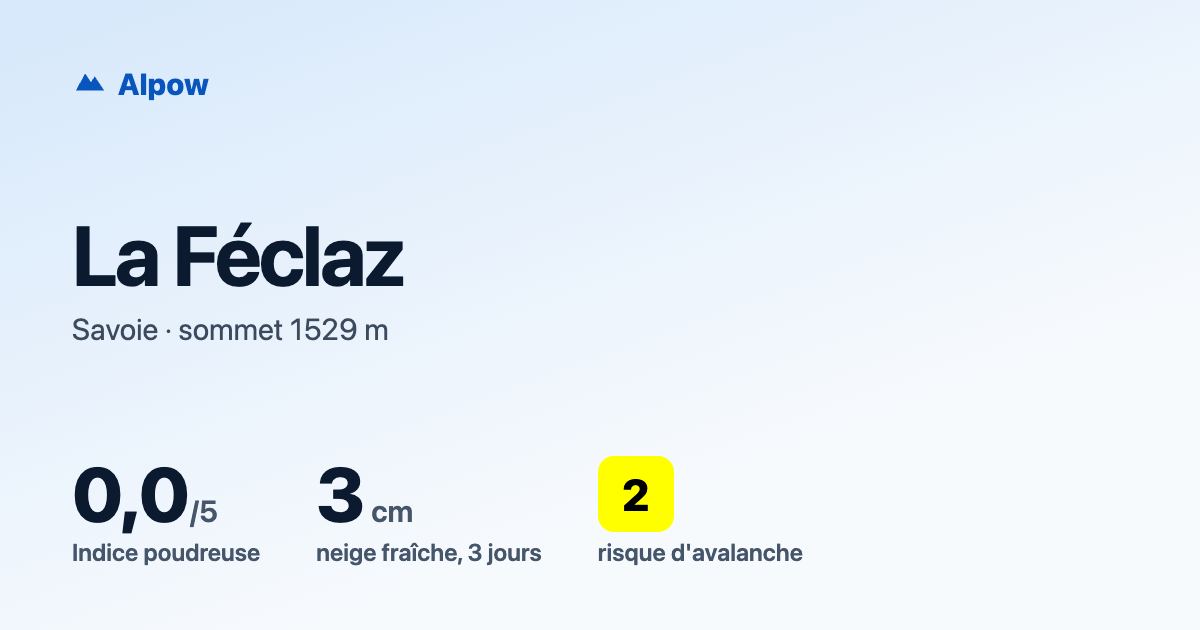 Alpow
La Féclaz
Savoie · sommet 1529 m
0,0/5
Indice poudreuse
3 cm
neige fraîche, 3 jours
2
risque d'avalanche